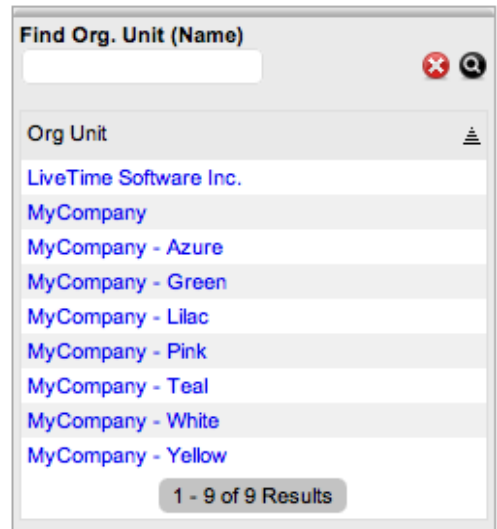 Find Org. Unit (Name)
Org Unit
LiveTime Software Inc.
MyCompany
MyCompany - Azure
MyCompany - Green
MyCompany - Lilac
MyCompany - Pink
MyCompany - Teal
MyCompany - White
MyCompany - Yellow
1 - 9 of 9 Results